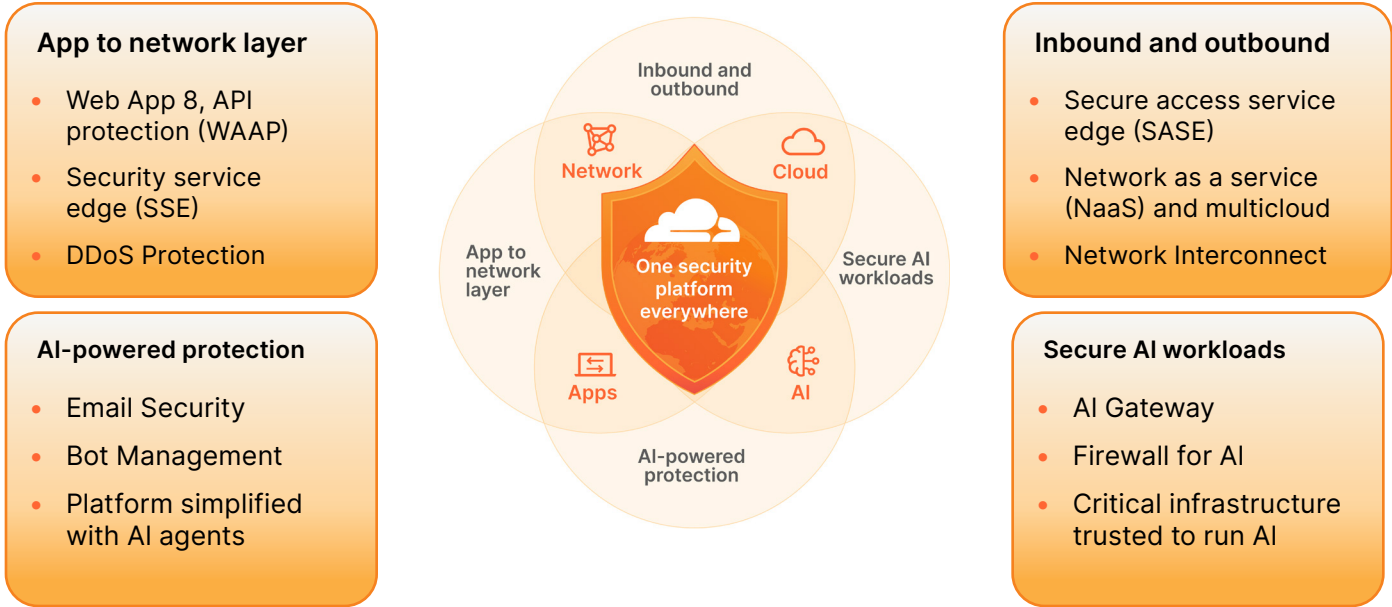 App to network layer
• Web App 8, API
protection (WAAP)
• Security service
edge (SSE)
• DDoS Protection
AI-powered protection
• Email Security
• Bot Management
• Platform simplified
with AI agents
Inbound and
outbound
Network
Cloud
App to
network
layer
One security
platform
everywhere
Secure AI
workloads
Apps
AI
AI-powered
protection
Inbound and outbound
• Secure access service
edge (SASE)
• Network as a service
(NaaS) and multicloud
• Network Interconnect
Secure AI workloads
• AI Gateway
• Firewall for AI
• Critical infrastructure
trusted to run AI